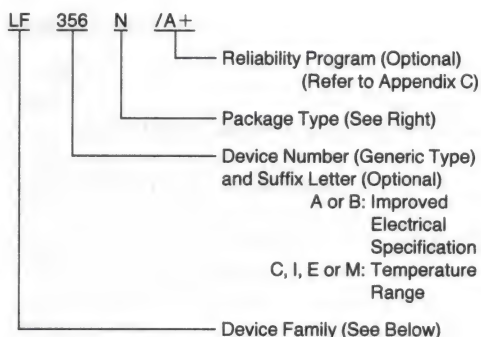 LF 356 N /A+
Reliability Program (Optional)
(Refer to Appendix C)
Package Type (See Right)
Device Number (Generic Type)
and Suffix Letter (Optional)
A or B: Improved
Electrical
Specification
C, I, E or M: Temperature
Range
Device Family (See Below)